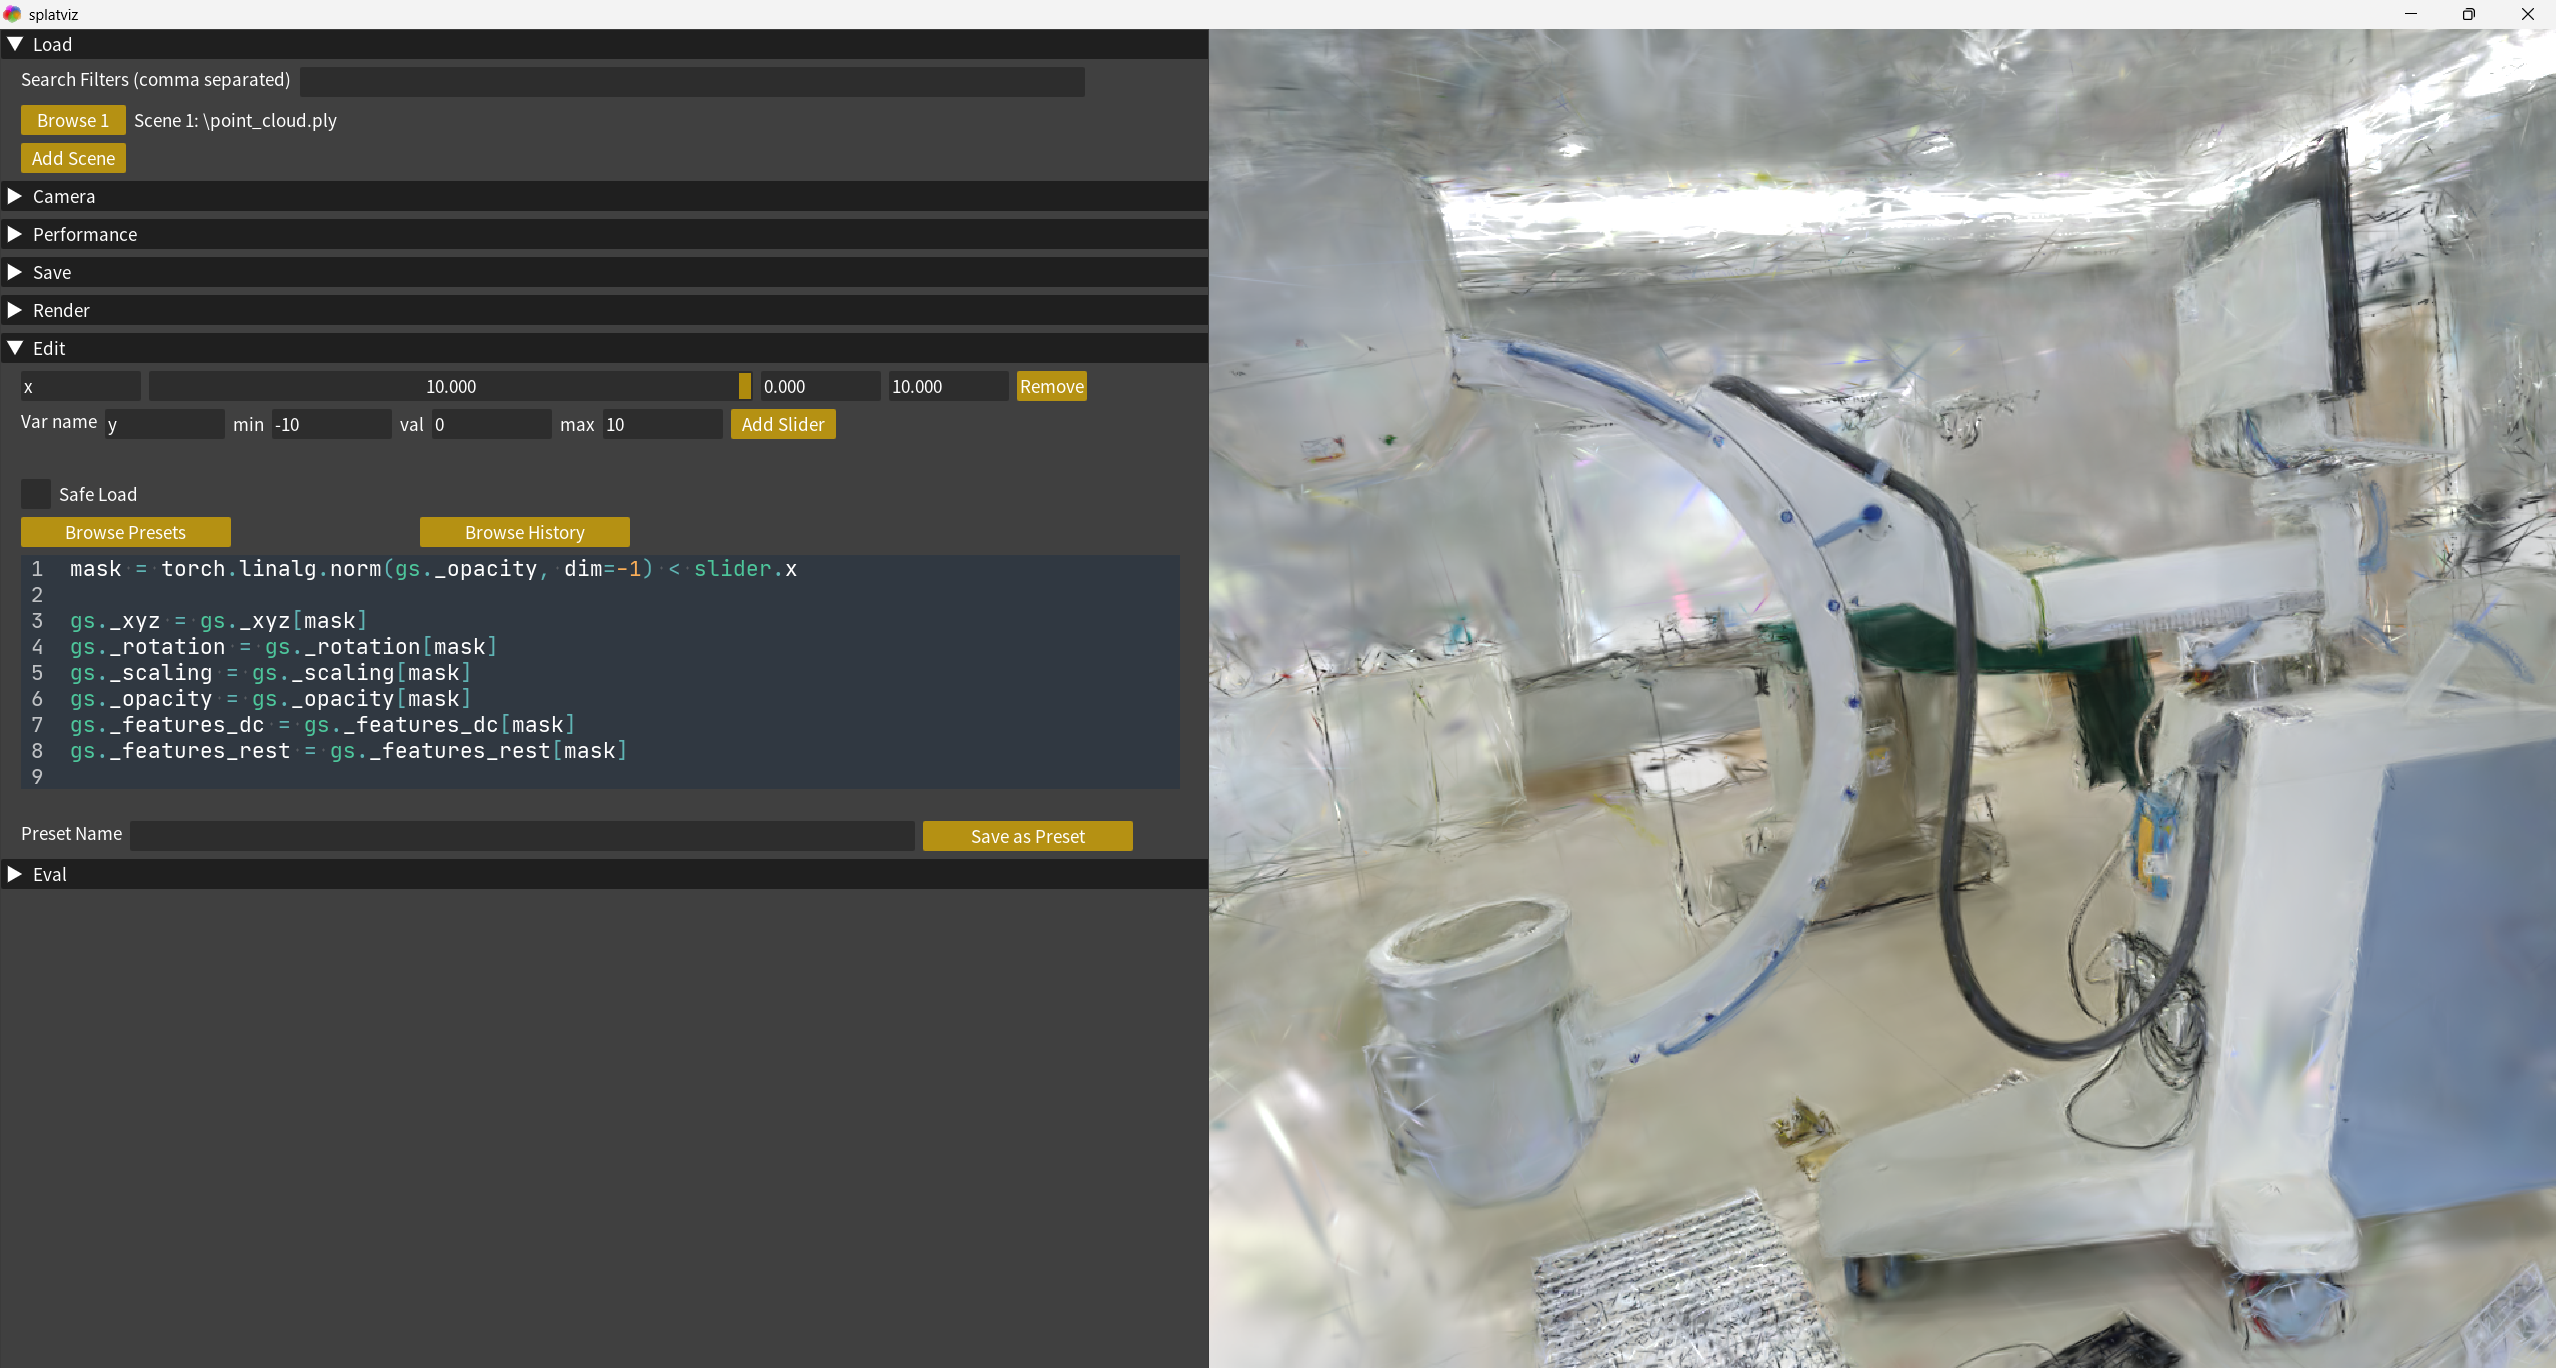 splatviz
Load
Search Filters (comma separated)
Browse 1 Scene 1: \point_cloud.ply
Add Scene
Camera
Performance
Save
Render
Edit
x 10.000 0.000 10.000 Remove
Var name y min -10 val 0 max 10 Add Slider
Safe Load
Browse Presets Browse History
1 mask = torch.linalg.norm(gs._opacity, dim=-1) < slider.x
2
3 gs._xyz = gs._xyz[mask]
4 gs._rotation = gs._rotation[mask]
5 gs._scaling = gs._scaling[mask]
6 gs._opacity = gs._opacity[mask]
7 gs._features_dc = gs._features_dc[mask]
8 gs._features_rest = gs._features_rest[mask]
9
Preset Name Save as Preset
Eval